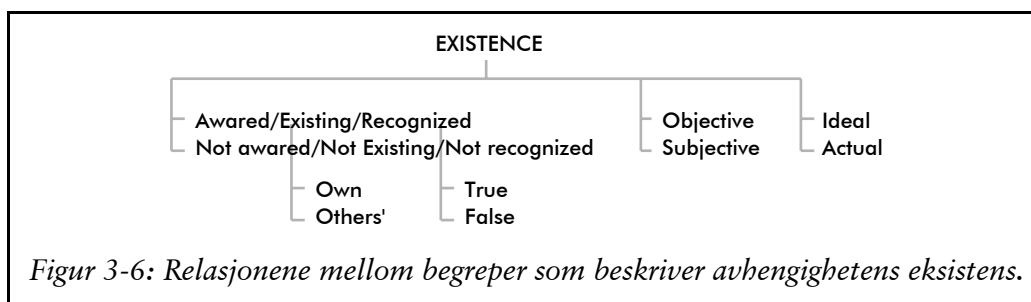 EXISTENCE
Awared/Existing/Recognized
Not awared/Not Existing/Not recognized
Own
Others'
True
False
Objective
Subjective
Ideal
Actual
Figur 3-6: Relasjonene mellom begreper som beskriver avhengighetens eksistens.